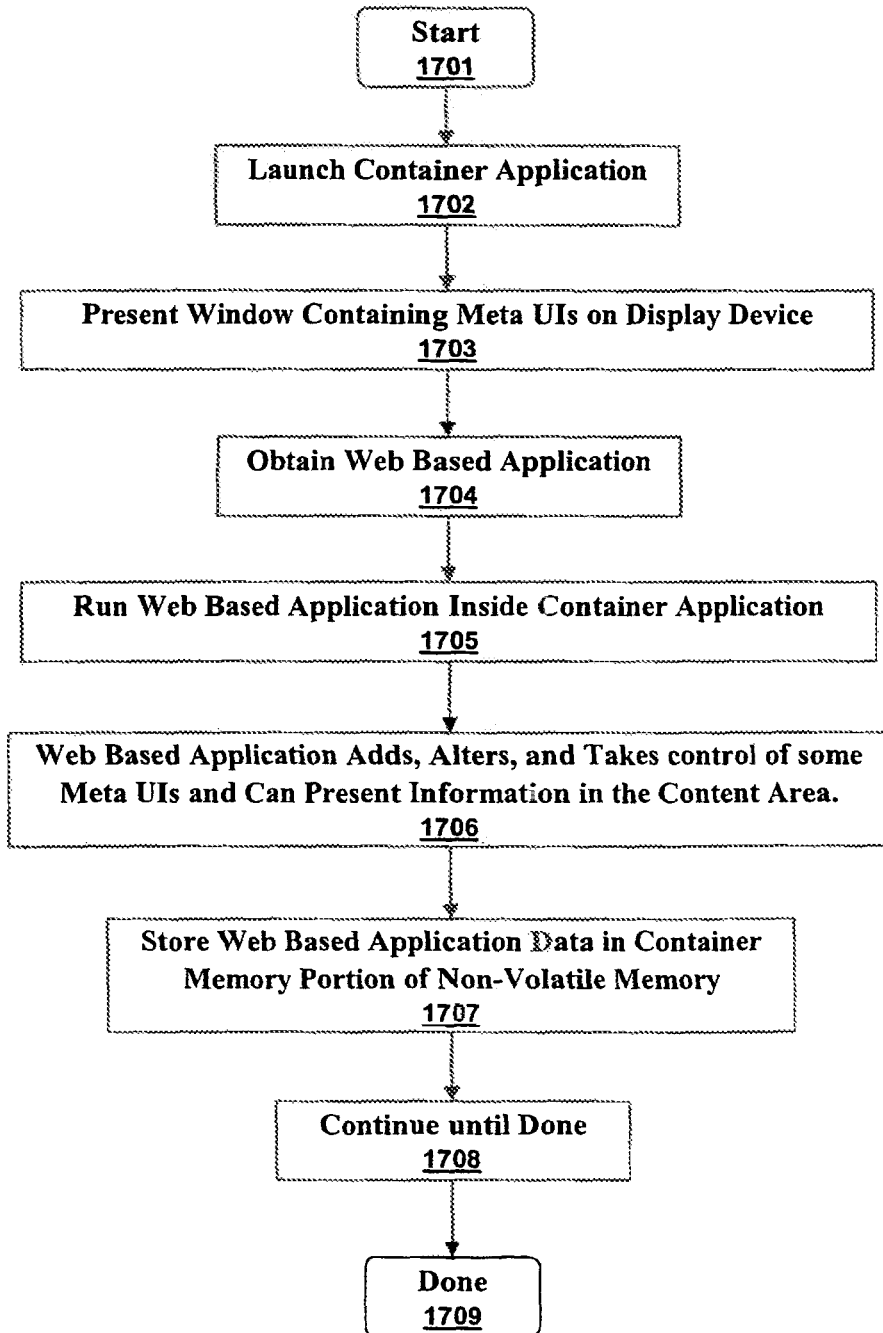 Start
1701
Launch Container Application
1702
Present Window Containing Meta UIs on Display Device
1703
Obtain Web Based Application
1704
Run Web Based Application Inside Container Application
1705
Web Based Application Adds, Alters, and Takes control of some
Meta UIs and Can Present Information in the Content Area.
1706
Store Web Based Application Data in Container
Memory Portion of Non-Volatile Memory
1707
Continue until Done
1708
Done
1709